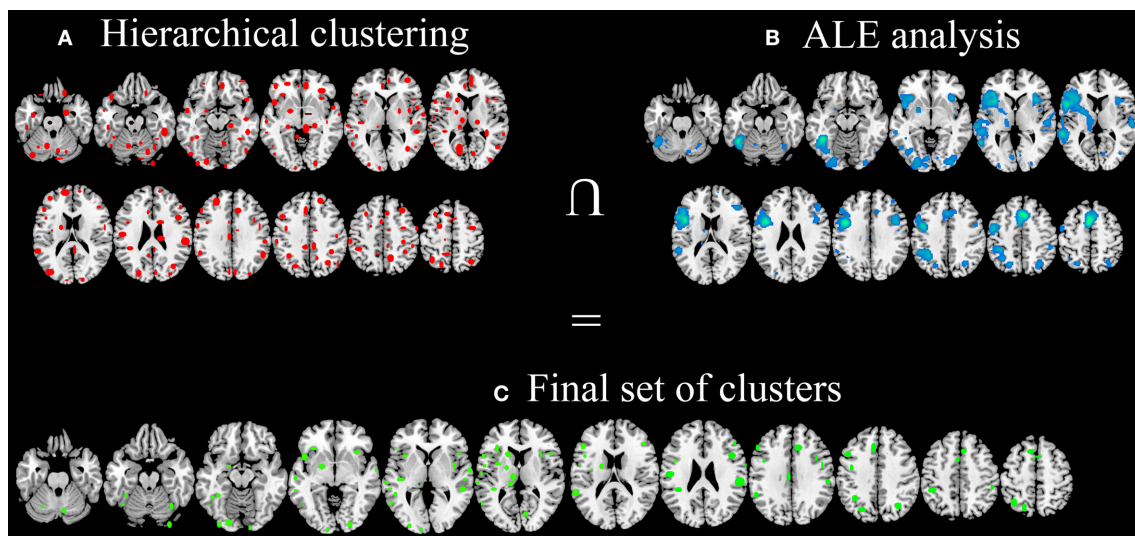 A Hierarchical clustering
B ALE analysis
∩
=
C Final set of clusters